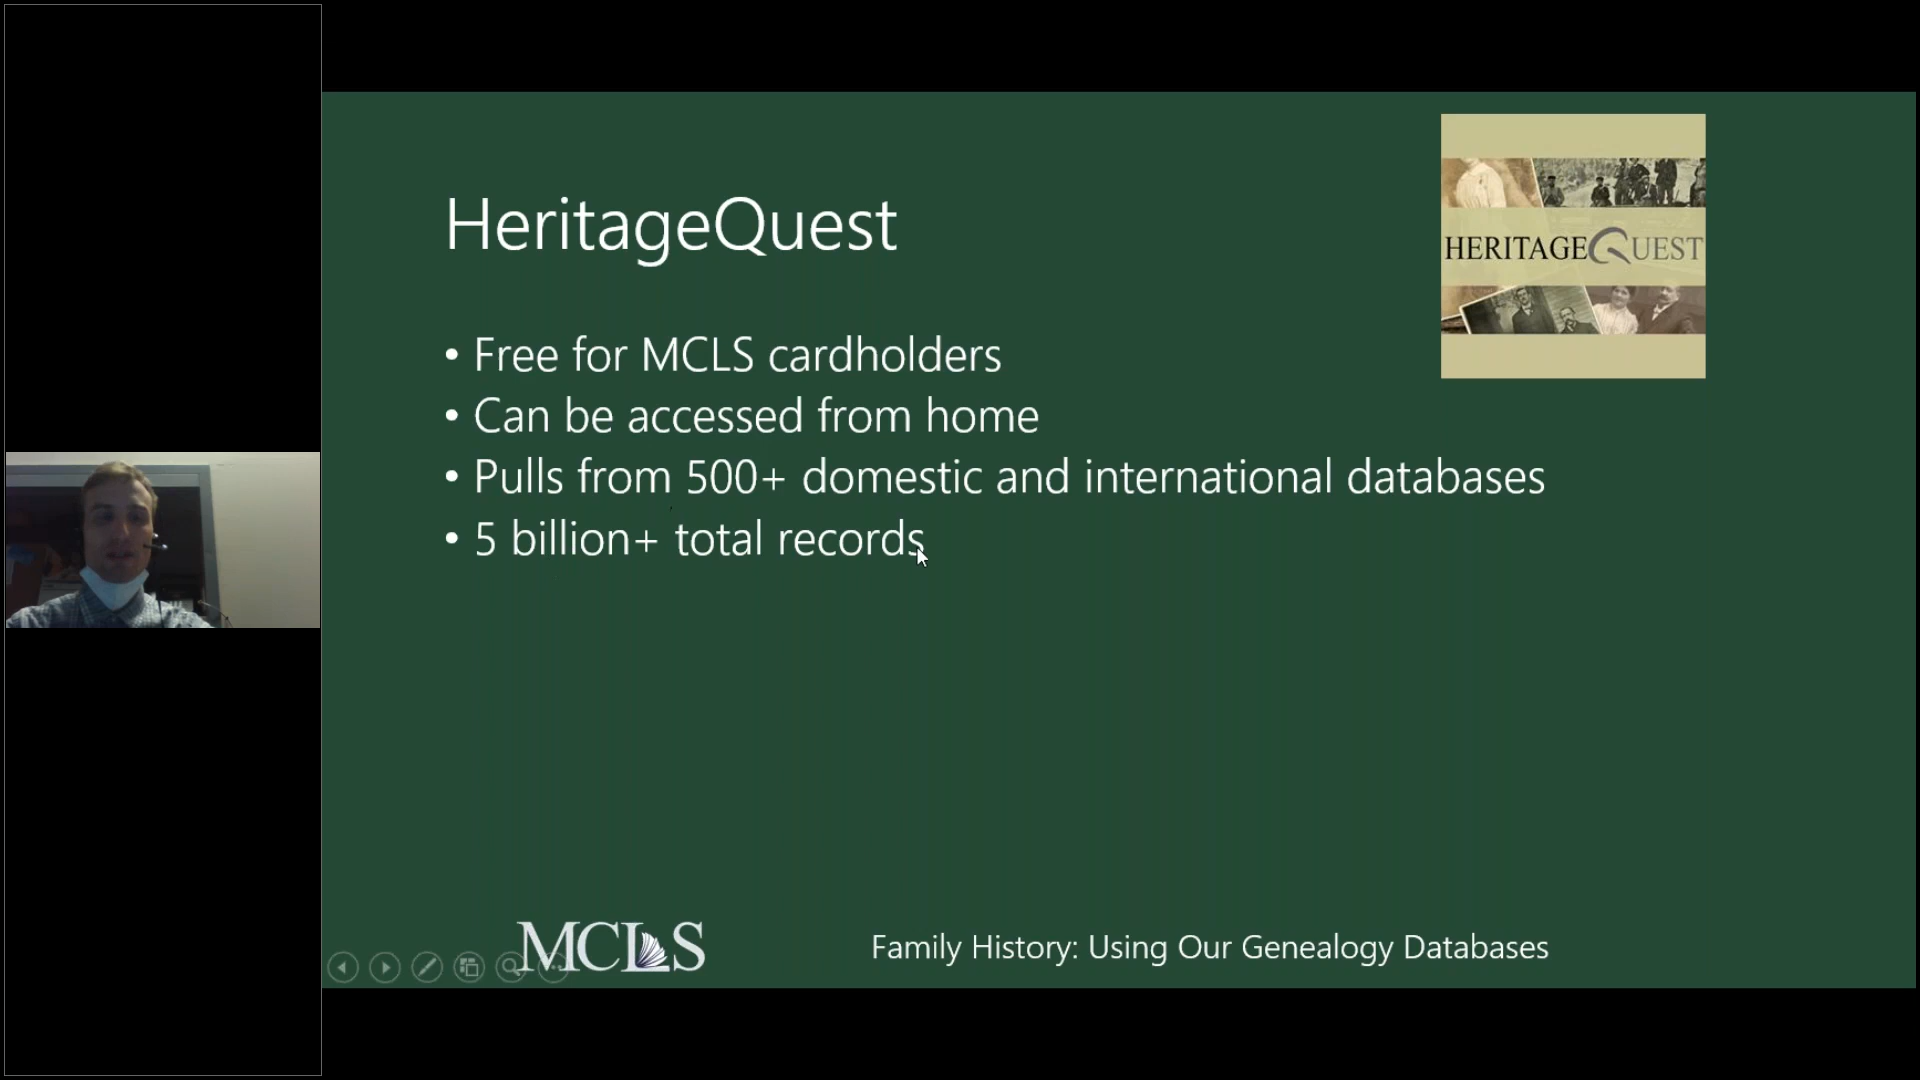 HeritageQuest
HERITAGEQUEST
• Free for MCLS cardholders
• Can be accessed from home
• Pulls from 500+ domestic and international databases
• 5 billion+ total records
MCLS
Family History: Using Our Genealogy Databases